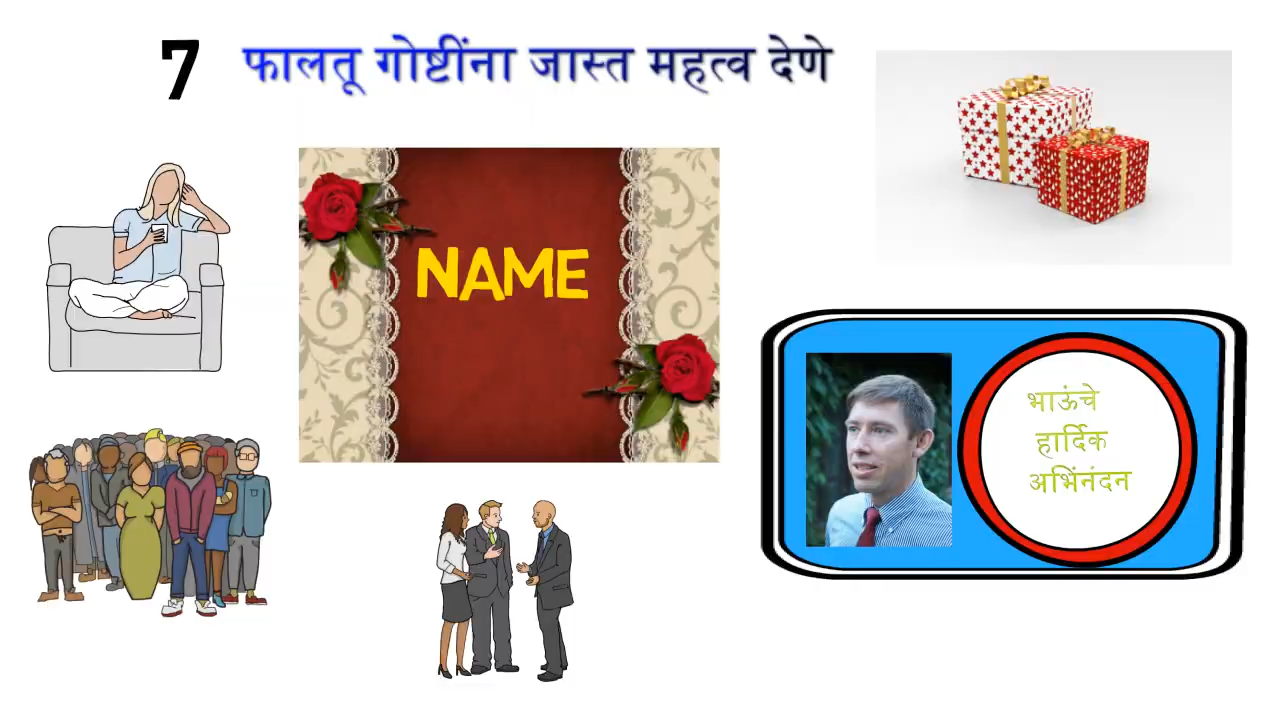 7 फालतू गोष्टींना जास्त महत्व देणे
NAME
भाऊंचे
हार्दिक
अभिंनंदन